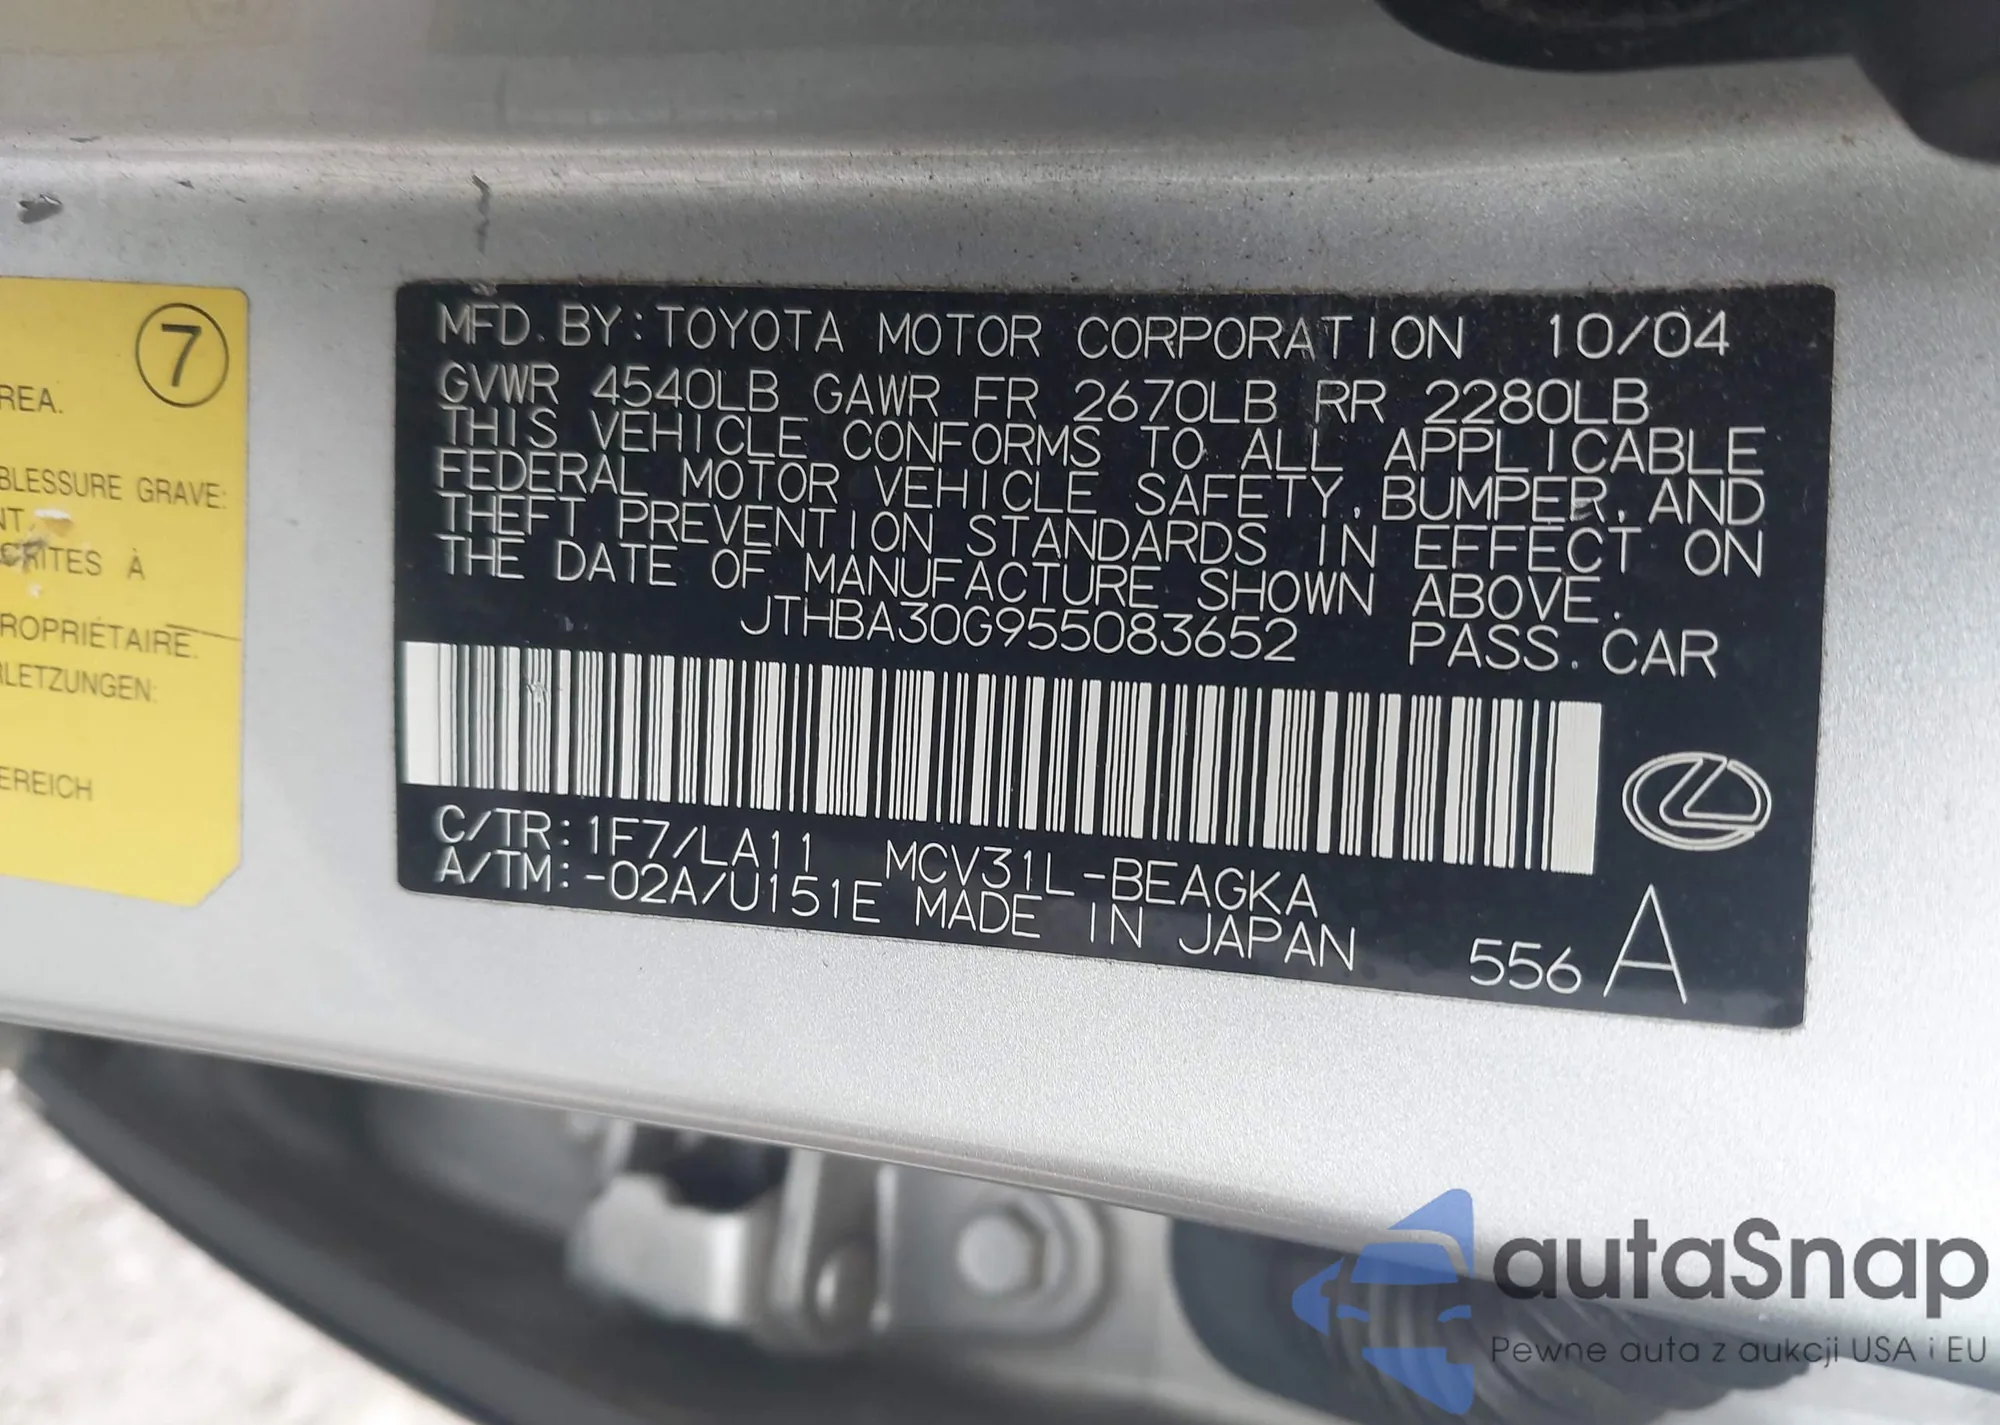 7
REA.
BLESSURE GRAVE:
NT,
CRITES À
ROPRIÉTAIRE.
RLETZUNGEN:
EREICH
MFD. BY: TOYOTA MOTOR CORPORATION 10/04
GVWR 4540LB GAWR FR 2670LB RR 2280LB
THIS VEHICLE CONFORMS TO ALL APPLICABLE
FEDERAL MOTOR VEHICLE SAFETY, BUMPER, AND
THEFT PREVENTION STANDARDS IN EFFECT ON
THE DATE OF MANUFACTURE SHOWN ABOVE.
JTHBA30G955083652 PASS. CAR
C/TR: 1F7/LA11 MCV31L-BEAGKA
A/TM: -02A/U151E MADE IN JAPAN 556 A
autaSnap
Pewne auta z aukcji USA i EU